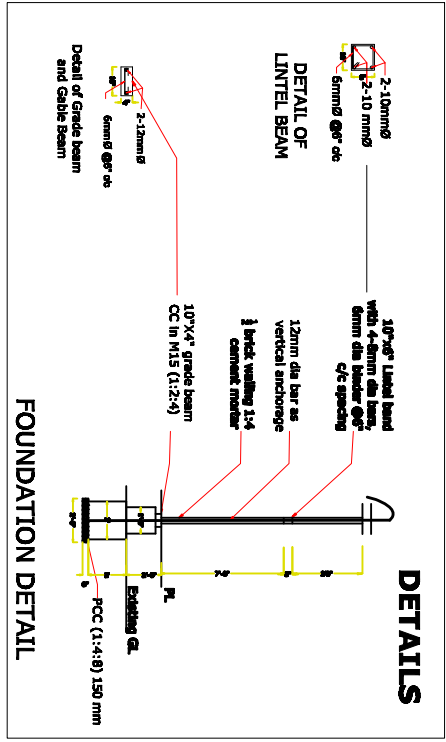 DETAILS
2-10mmØ
2-10 mmØ
6mmØ @6" c/c
DETAIL OF
LINTEL BEAM
10"x6" Lintel band
with 4-8mm dia bars,
6mm dia binder @6"
c/c spacing
12mm dia bar as
vertical anchorage
½ brick walling 1:4
cement morter
10"X4" grade beam
CC in M15 (1:2:4)
2-12mmØ
6mmØ @6" c/c
Detail of Grade beam
and Gable Beam
PL
Existing GL
PCC (1:4:8) 150 mm
FOUNDATION DETAIL